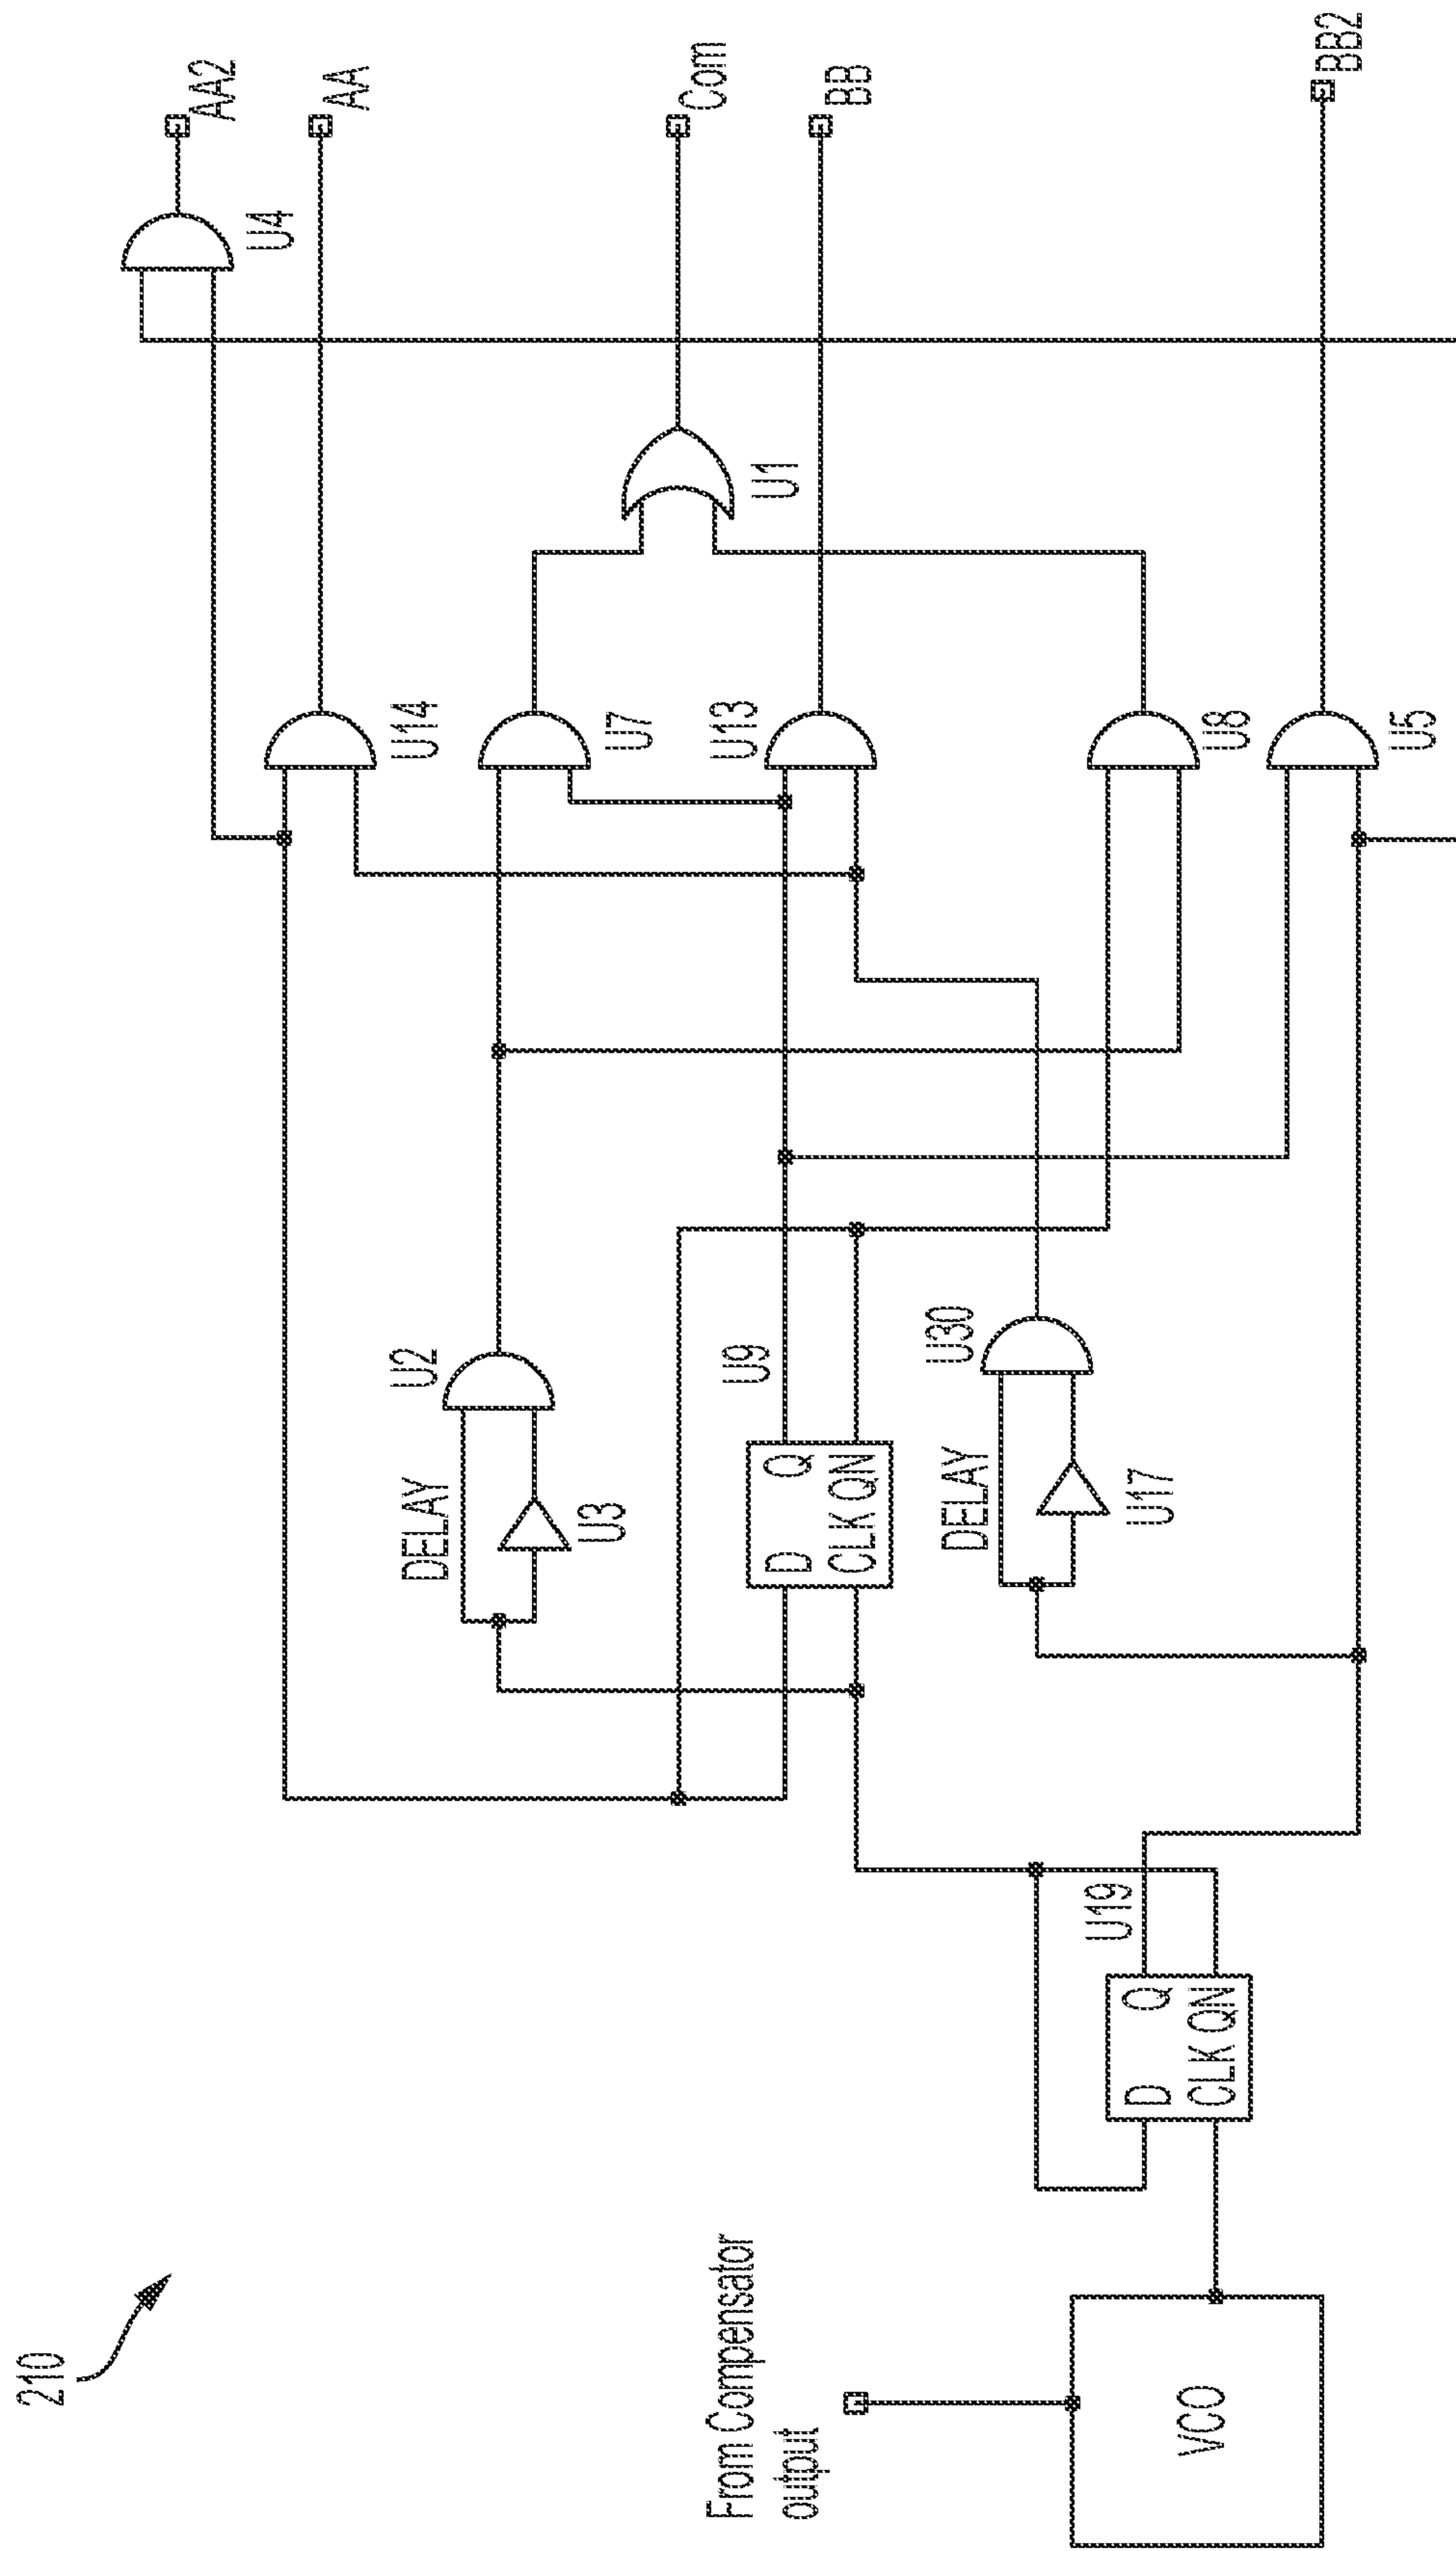 210
From Compensator
output
VCO
U19
D Q
CLK QN
DELAY
U3
U2
U9
D Q
CLK QN
DELAY
U17
U30
U14
U7
U13
U8
U5
U1
U4
AA2
AA
Com
BB
BB2